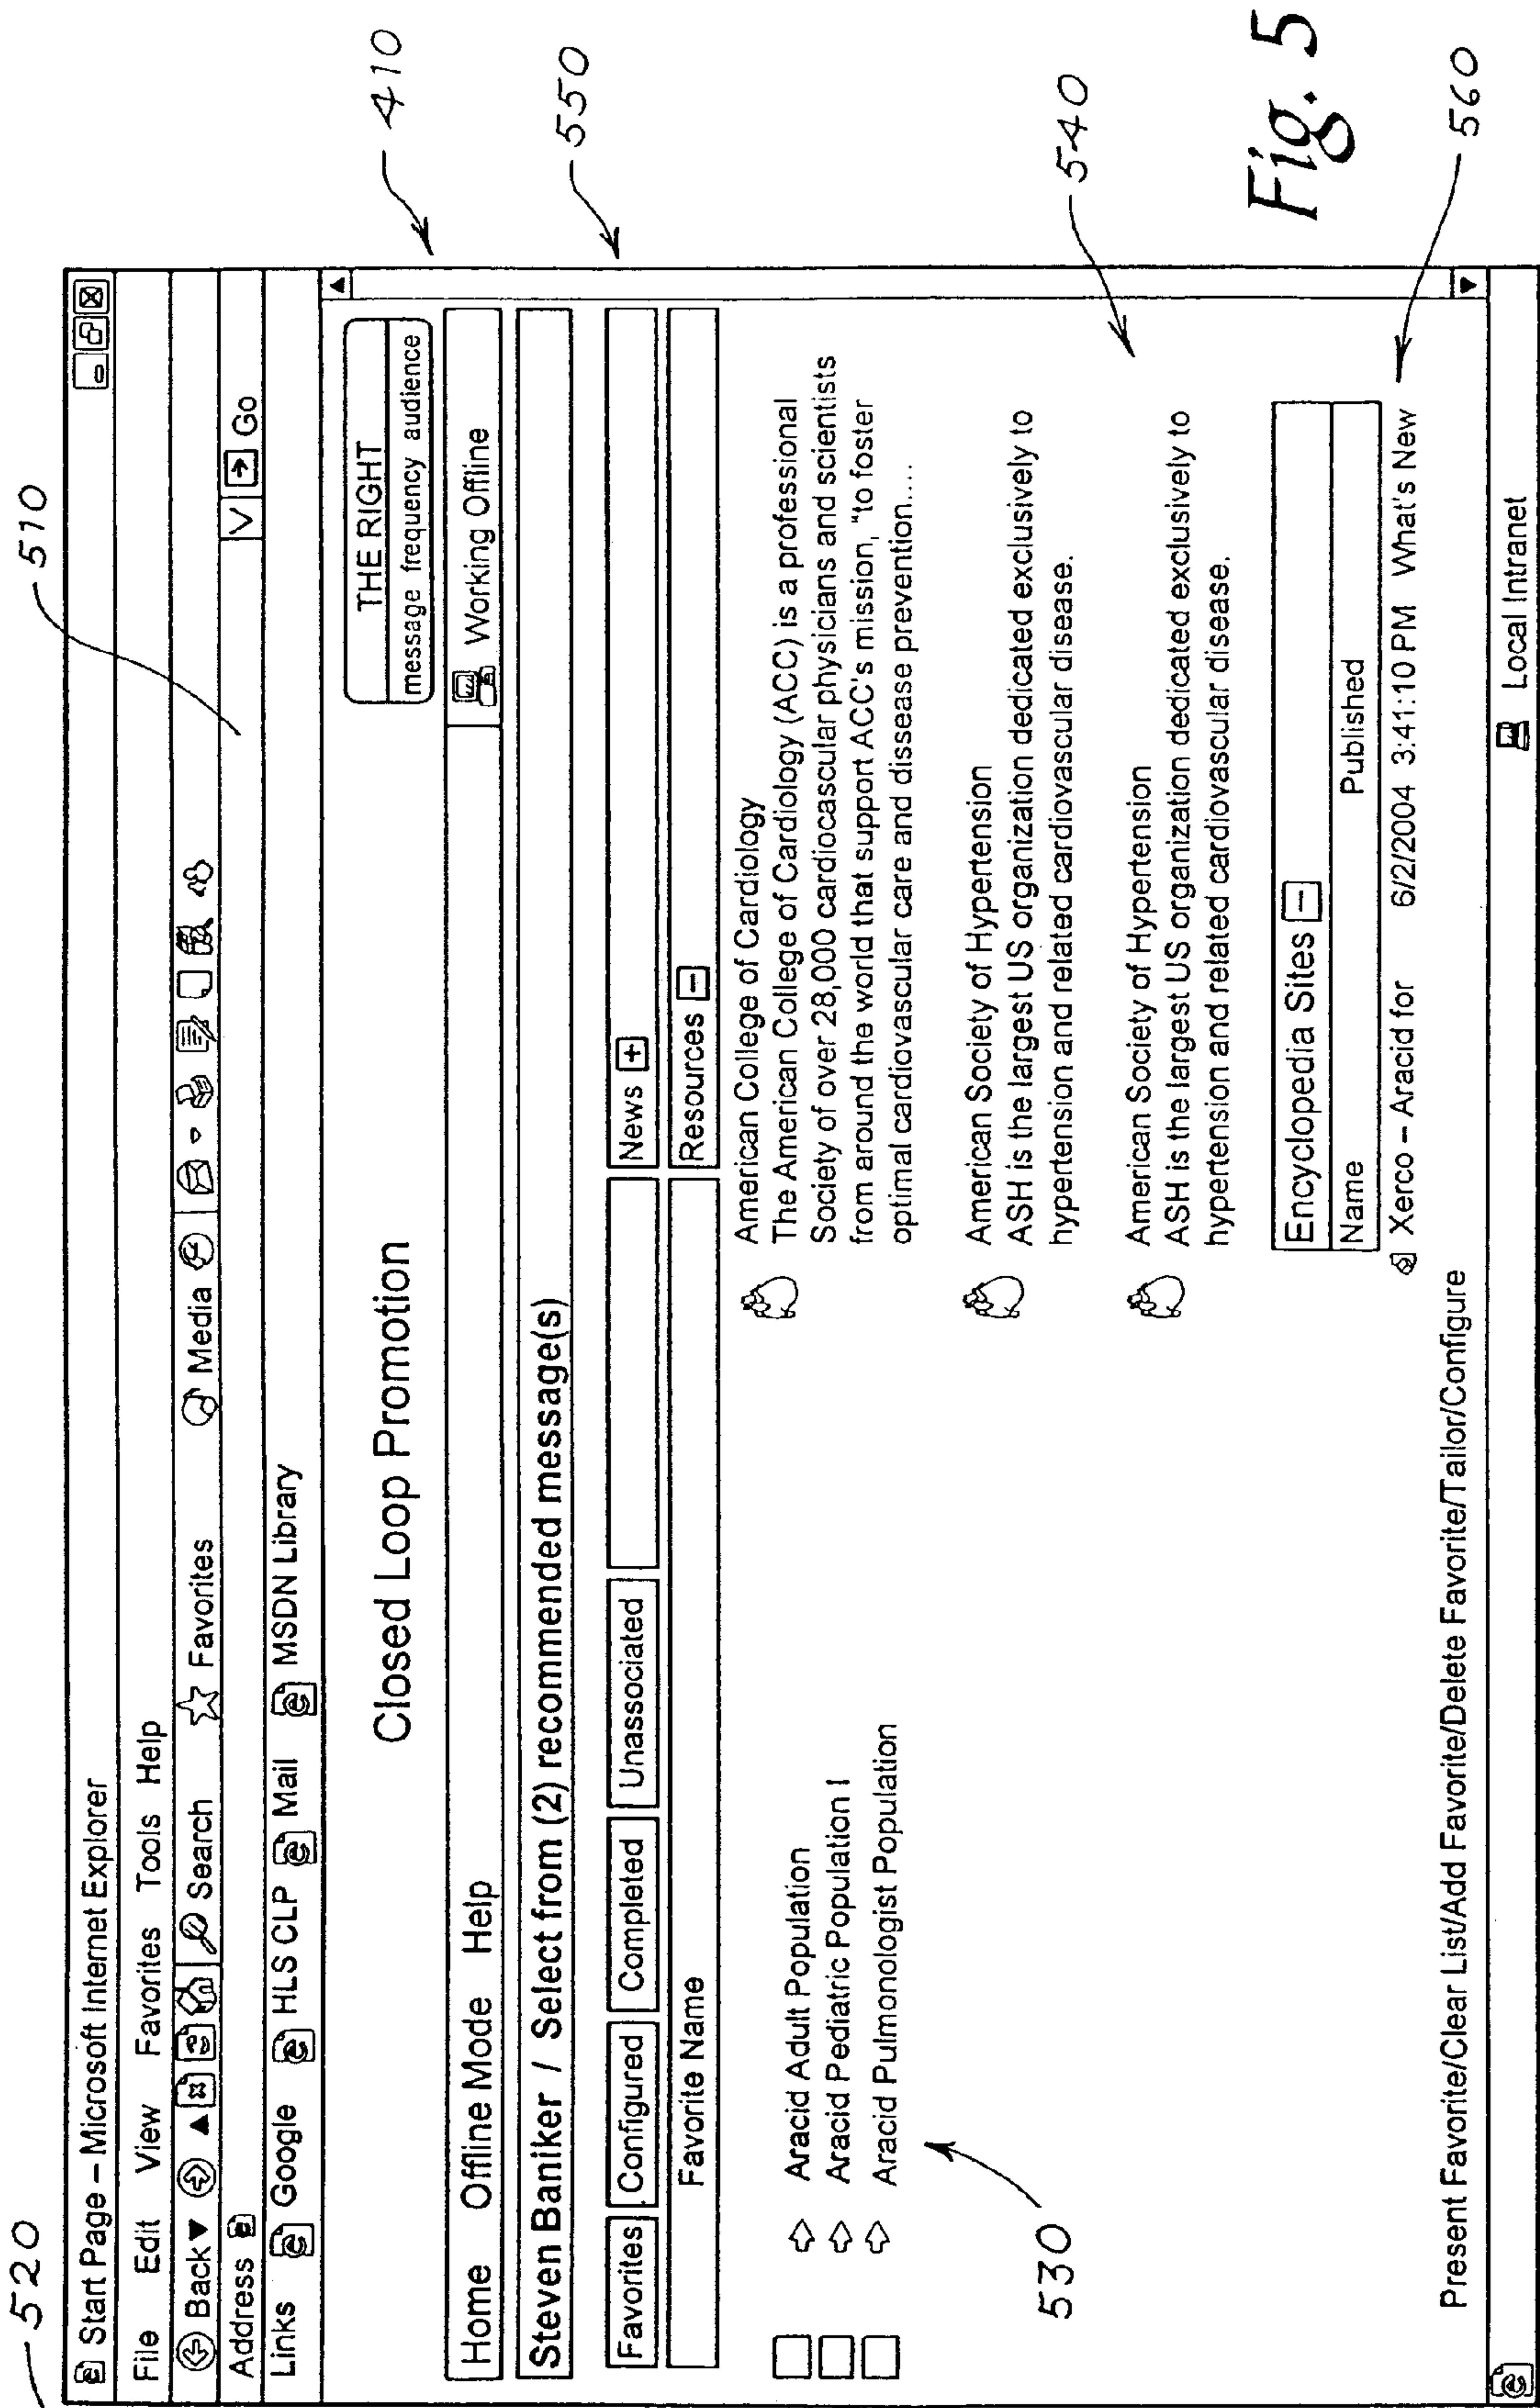 520
510
Start Page – Microsoft Internet Explorer
File Edit View Favorites Tools Help
Back Search Favorites Media
Address Go
Links Google HLS CLP Mail MSDN Library
Closed Loop Promotion
THE RIGHT
message frequency audience
410
Home Offline Mode Help Working Offline
Steven Baniker / Select from (2) recommended message(s)
550
Favorites Configured Completed Unassociated News +
Favorite Name Resources –
Aracid Adult Population
Aracid Pediatric Population I
Aracid Pulmonologist Population
530
American College of Cardiology
The American College of Cardiology (ACC) is a professional
Society of over 28,000 cardiocascular physicians and scientists
from around the world that support ACC's mission, "to foster
optimal cardiovascular care and dissease prevention....
American Society of Hypertension
ASH is the largest US organization dedicated exclusively to
hypertension and related cardiovascular disease.
540
American Society of Hypertension
ASH is the largest US organization dedicated exclusively to
hypertension and related cardiovascular disease.
Encyclopedia Sites –
Name Published
Xerco – Aracid for 6/2/2004 3:41:10 PM What's New
560
Present Favorite/Clear List/Add Favorite/Delete Favorite/Tailor/Configure
Local Intranet
Fig. 5